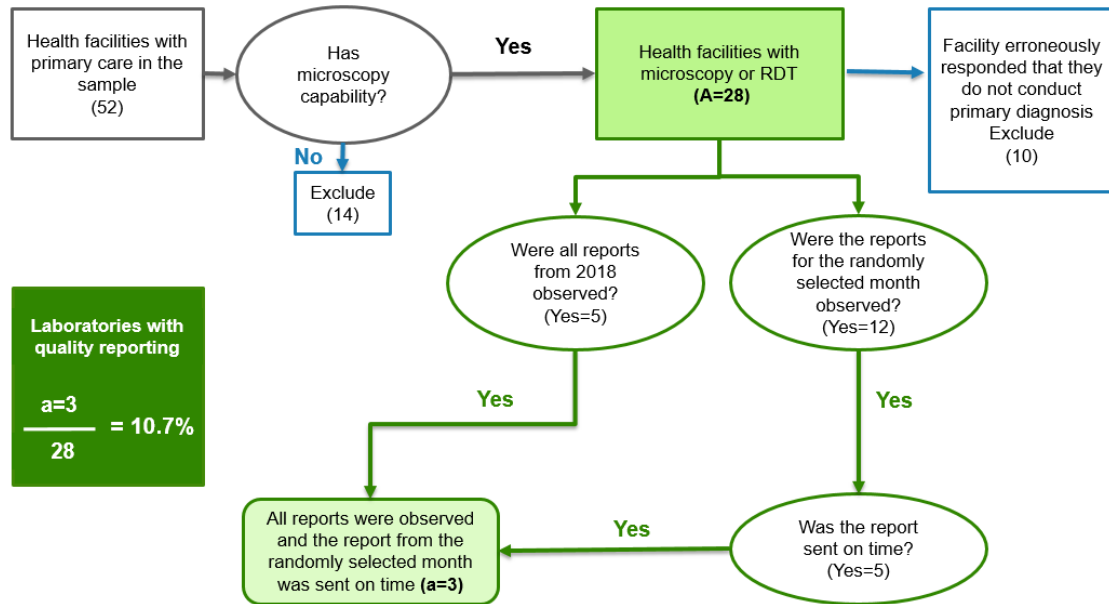 Health facilities with
primary care in the
sample
(52)
Has
microscopy
capability?
Yes
Health facilities with
microscopy or RDT
(A=28)
Facility erroneously
responded that they
do not conduct
primary diagnosis
Exclude
(10)
No
Exclude
(14)
Were all reports
from 2018
observed?
(Yes=5)
Were the reports
for the randomly
selected month
observed?
(Yes=12)
Laboratories with
quality reporting
a=3
28
= 10.7%
Yes
Yes
All reports were observed
and the report from the
randomly selected month
was sent on time (a=3)
Yes
Was the report
sent on time?
(Yes=5)